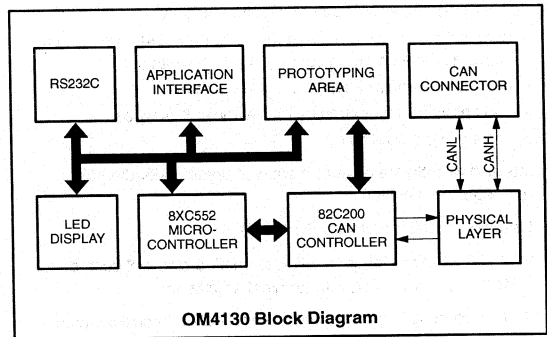 RS232C
APPLICATION
INTERFACE
PROTOTYPING
AREA
CAN
CONNECTOR
CANL
CANH
LED
DISPLAY
8XC552
MICRO-
CONTROLLER
82C200
CAN
CONTROLLER
PHYSICAL
LAYER
OM4130 Block Diagram